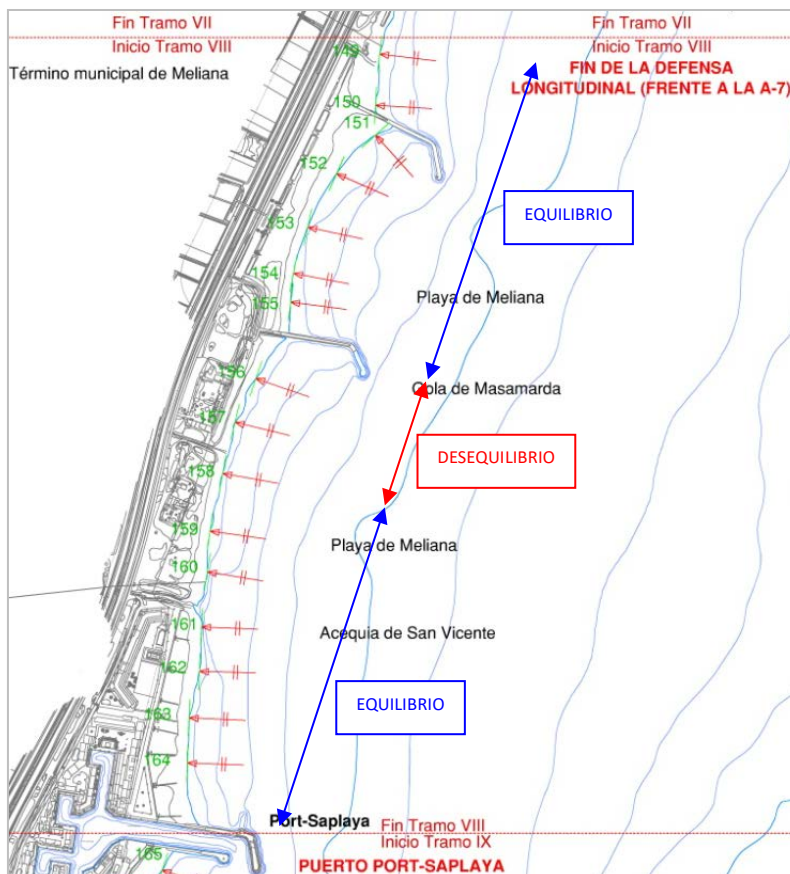 Fin Tramo VII
Fin Tramo VII
Inicio Tramo VIII
Inicio Tramo VIII
149
Término municipal de Meliana
FIN DE LA DEFENSA
LONGITUDINAL (FRENTE A LA A-7)
150
151
152
EQUILIBRIO
153
154
Playa de Meliana
155
156
Gola de Masamarda
157
DESEQUILIBRIO
158
159
Playa de Meliana
160
161
Acequia de San Vicente
162
EQUILIBRIO
163
164
Port-Saplaya
Fin Tramo VIII
Inicio Tramo IX
165
PUERTO PORT-SAPLAYA